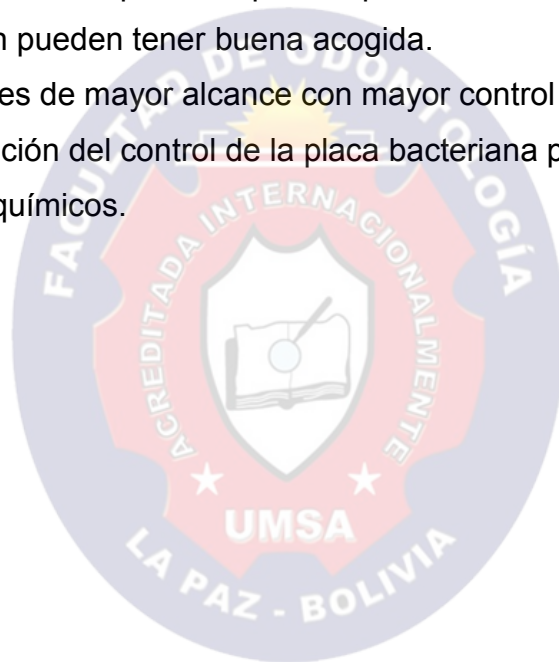 n pueden tener buena acogida.
es de mayor alcance con mayor control
ción del control de la placa bacteriana p
químicos.
FACULTAD DE ODONTOLOGÍA
ACREDITADA INTERNACIONALMENTE
UMSA
LA PAZ - BOLIVIA